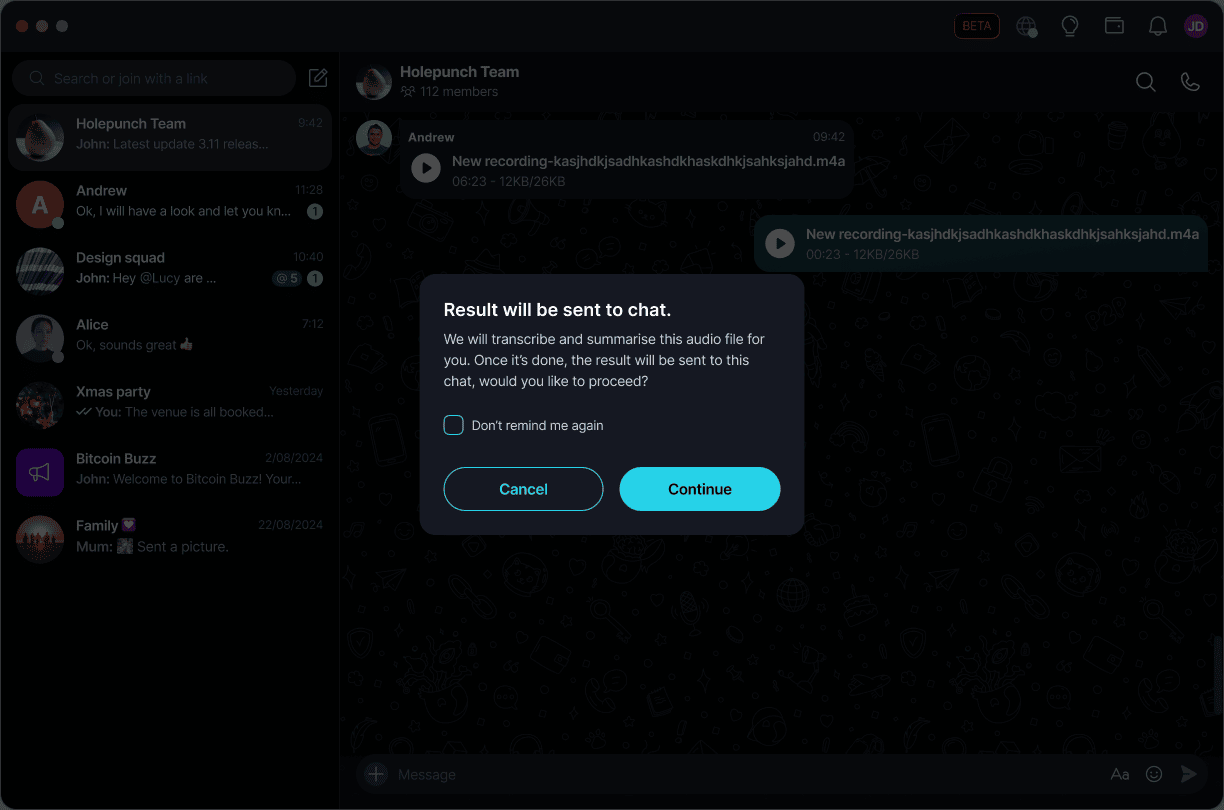 BETA
JD
Search or join with a link
Holepunch Team
9:42
John: Latest update 3.11 releas...
A
Andrew
11:28
Ok, I will have a look and let you kn...
1
Design squad
10:40
John: Hey @Lucy are ...
@ 5
1
Alice
7:12
Ok, sounds great 👍
Xmas party
Yesterday
You: The venue is all booked...
Bitcoin Buzz
2/08/2024
John: Welcome to Bitcoin Buzz! Your...
Family 💜
22/08/2024
Mum: Sent a picture.
Holepunch Team
112 members
Andrew
09:42
New recording-kasjhdkjsadhkashdkhaskdhkjsahksjahd.m4a
06:23 - 12KB/26KB
New recording-kasjhdkjsadhkashdkhaskdhkjsahksjahd.m4a
00:23 - 12KB/26KB
Result will be sent to chat.
We will transcribe and summarise this audio file for
you. Once it's done, the result will be sent to this
chat, would you like to proceed?
Don't remind me again
Cancel
Continue
Message
Aa